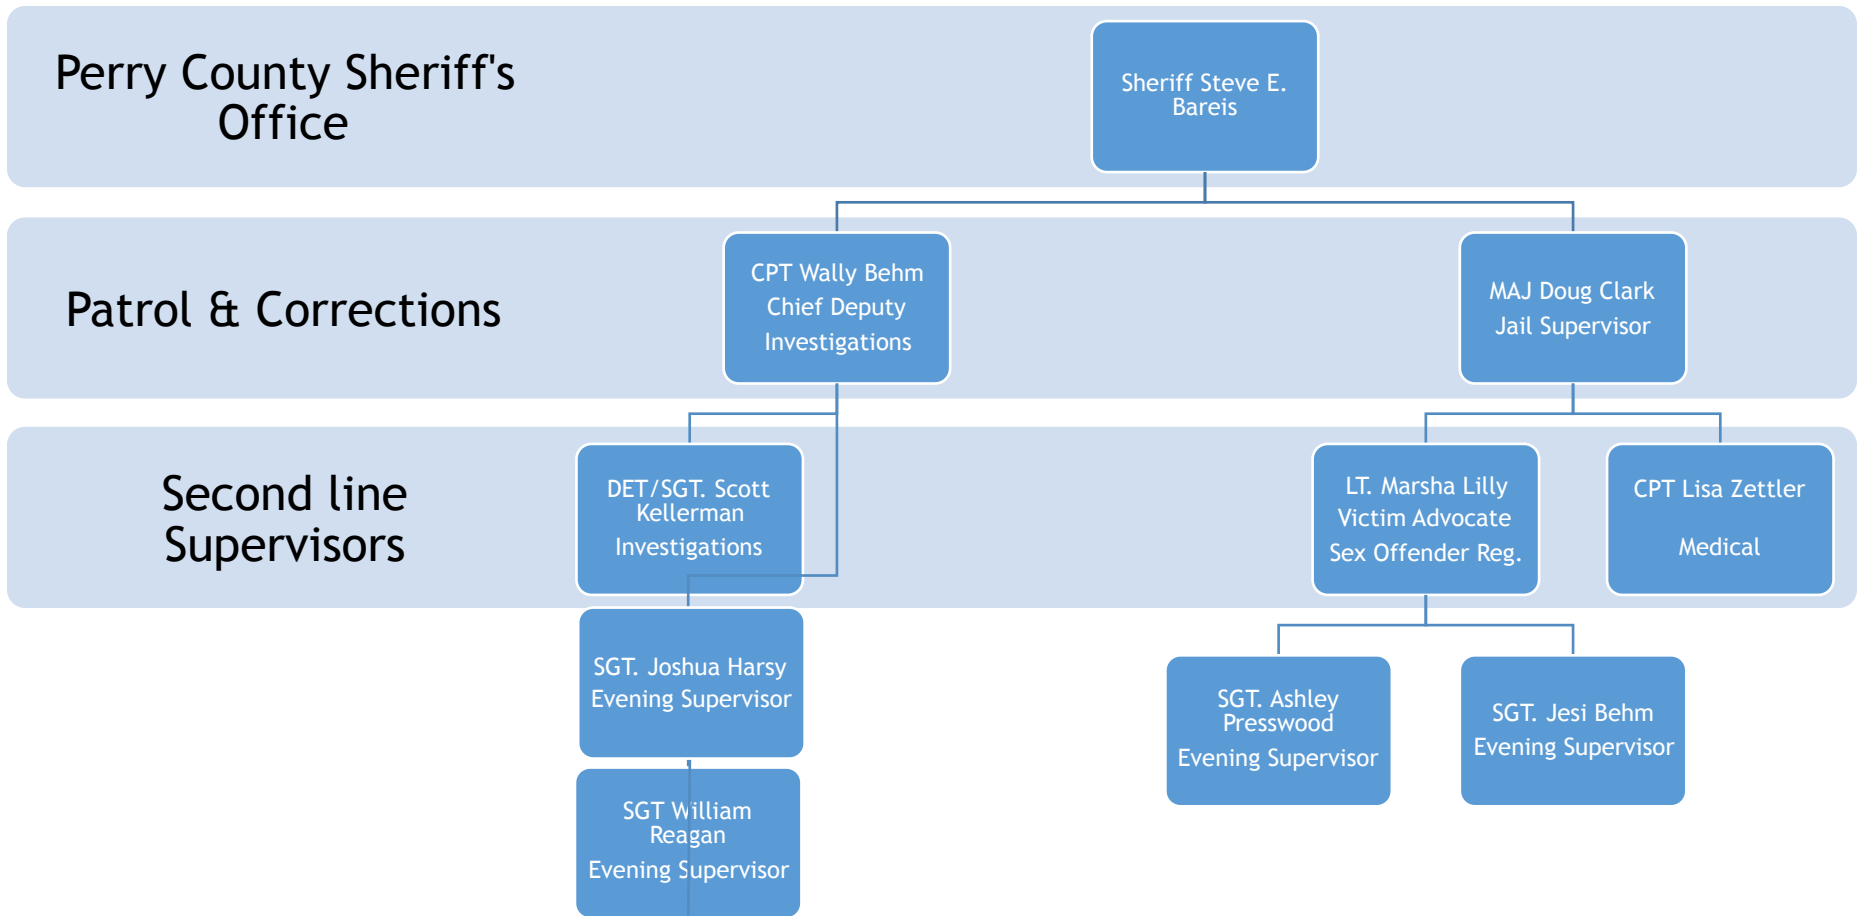 Perry County Sheriff's
Office
Sheriff Steve E.
Bareis
Patrol & Corrections
CPT Wally Behm
Chief Deputy
Investigations
MAJ Doug Clark
Jail Supervisor
Second line
Supervisors
DET/SGT. Scott
Kellerman
Investigations
LT. Marsha Lilly
Victim Advocate
Sex Offender Reg.
CPT Lisa Zettler
Medical
SGT. Joshua Harsy
Evening Supervisor
SGT. Ashley
Presswood
Evening Supervisor
SGT. Jesi Behm
Evening Supervisor
SGT William
Reagan
Evening Supervisor